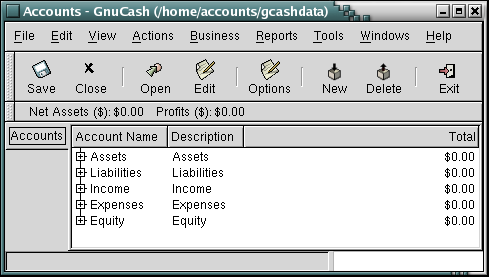 Accounts - GnuCash (/home/accounts/gcashdata)
File Edit View Actions Business Reports Tools Windows Help
Save Close Open Edit Options New Delete Exit
Net Assets ($): $0.00 Profits ($): $0.00
Accounts
Account Name Description Total
Assets Assets $0.00
Liabilities Liabilities $0.00
Income Income $0.00
Expenses Expenses $0.00
Equity Equity $0.00